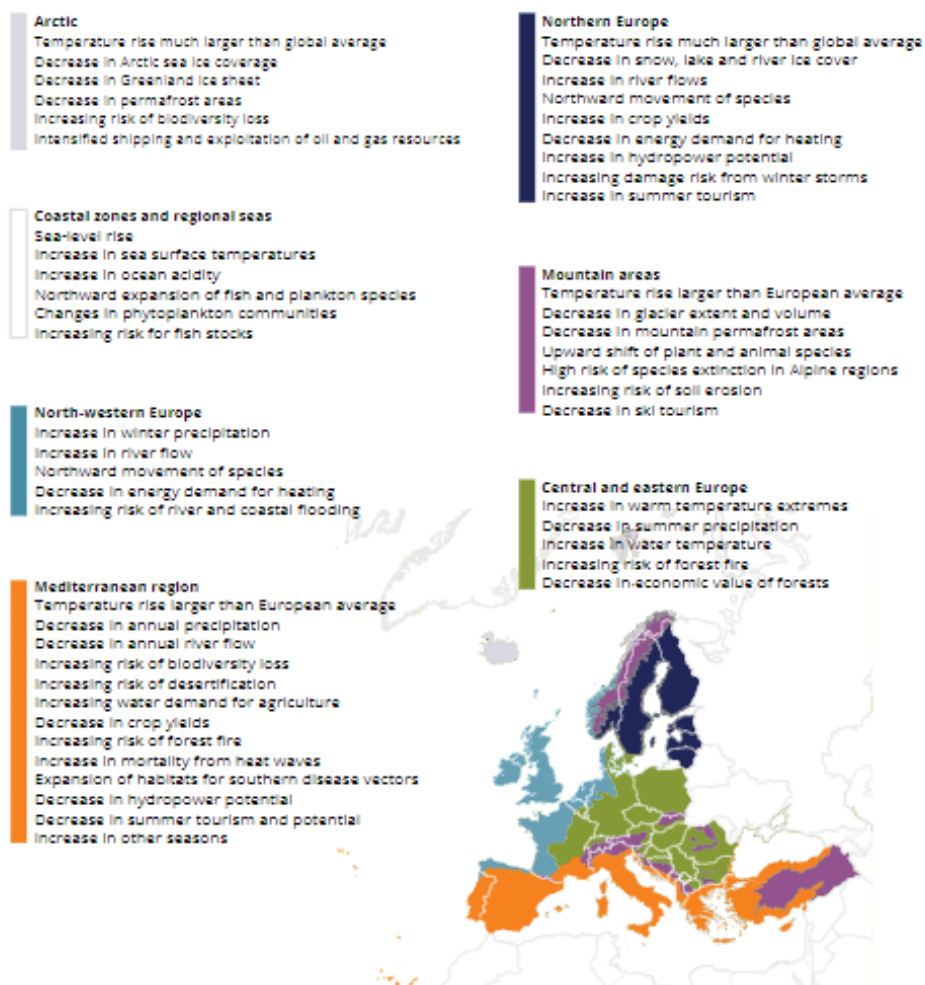 Arctic
Temperature rise much larger than global average
Decrease in Arctic sea ice coverage
Decrease in Greenland ice sheet
Decrease in permafrost areas
Increasing risk of biodiversity loss
Intensified shipping and exploitation of oil and gas resources
Coastal zones and regional seas
Sea-level rise
Increase in sea surface temperatures
Increase in ocean acidity
Northward expansion of fish and plankton species
Changes in phytoplankton communities
Increasing risk for fish stocks
North-western Europe
Increase in winter precipitation
Increase in river flow
Northward movement of species
Decrease in energy demand for heating
Increasing risk of river and coastal flooding
Mediterranean region
Temperature rise larger than European average
Decrease in annual precipitation
Decrease in annual river flow
Increasing risk of biodiversity loss
Increasing risk of desertification
Increasing water demand for agriculture
Decrease in crop yields
Increasing risk of forest fire
Increase in mortality from heat waves
Expansion of habitats for southern disease vectors
Decrease in hydropower potential
Decrease in summer tourism and potential
increase in other seasons
Northern Europe
Temperature rise much larger than global average
Decrease in snow, lake and river ice cover
Increase in river flows
Northward movement of species
Increase in crop yields
Decrease in energy demand for heating
Increase in hydropower potential
Increasing damage risk from winter storms
Increase in summer tourism
Mountain areas
Temperature rise larger than European average
Decrease in glacier extent and volume
Decrease in mountain permafrost areas
Upward shift of plant and animal species
High risk of species extinction in Alpine regions
Increasing risk of soil erosion
Decrease in ski tourism
Central and eastern Europe
Increase in warm temperature extremes
Decrease in summer precipitation
Increase in water temperature
Increasing risk of forest fire
Decrease in economic value of forests